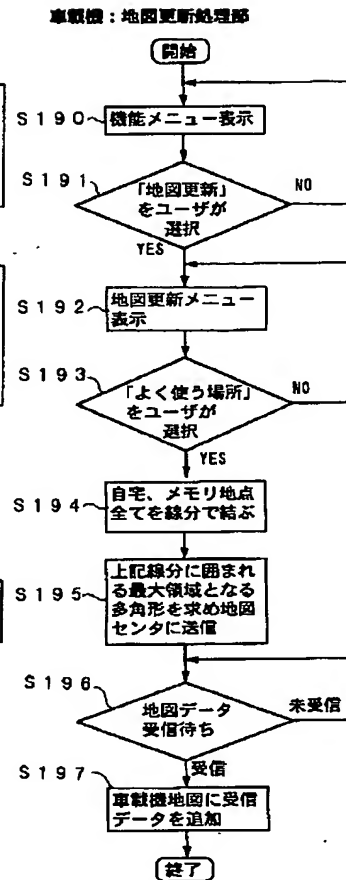 車載機：地図更新処理部
開始
S190
機能メニュー表示
S191
「地図更新」
をユーザが
選択
NO
YES
S192
地図更新メニュー
表示
S193
「よく使う場所」
をユーザが
選択
NO
YES
S194
自宅、メモリ地点
全てを線分で結ぶ
S195
上記線分に囲まれ
る最大領域となる
多角形を求め地図
センタに送信
S196
地図データ
受信待ち
未受信
受信
S197
車載機地図に受信
データを追加
終了